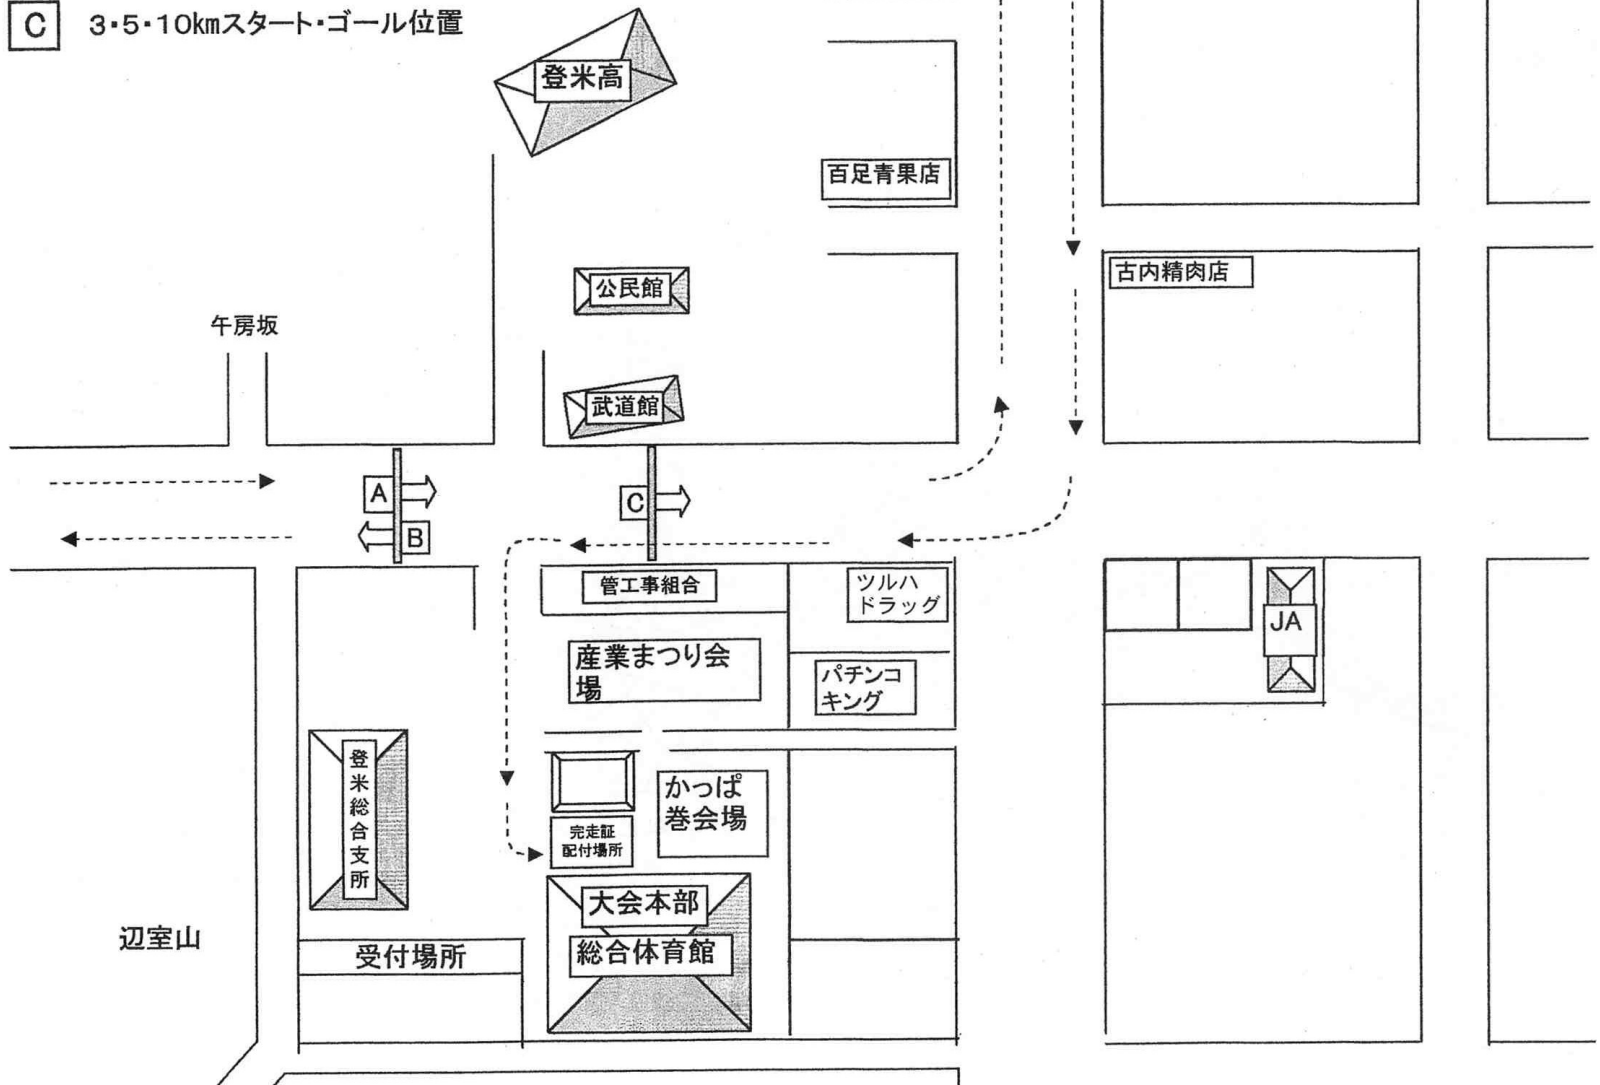 C 3・5・10kmスタート・ゴール位置
登米高
百足青果店
古内精肉店
公民館
午房坂
武道館
A
C
B
管工事組合
ツルハ
ドラッグ
JA
産業まつり会
場
パチンコ
キング
登米総合支所
かっぱ
巻会場
完走証
配付場所
大会本部
総合体育館
辺室山
受付場所